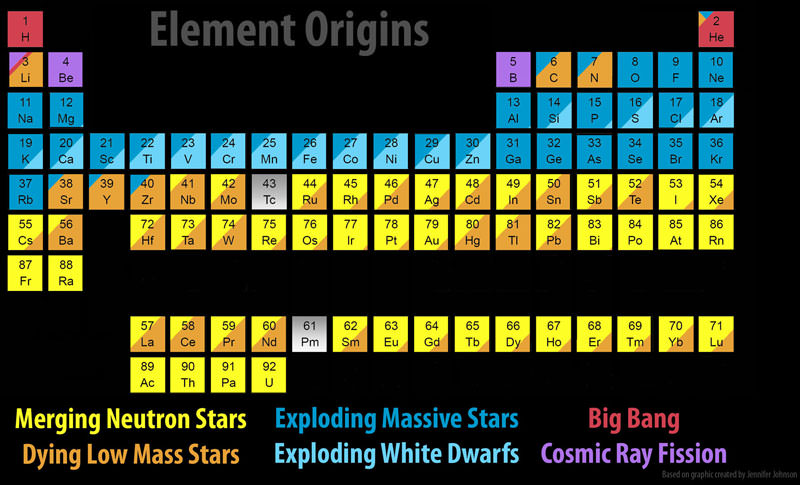 Element Origins
1 2
H He
3 4 5 6 7 8 9 10
Li Be B C N O F Ne
11 12 13 14 15 16 17 18
Na Mg Al Si P S Cl Ar
19 20 21 22 23 24 25 26 27 28 29 30 31 32 33 34 35 36
K Ca Sc Ti V Cr Mn Fe Co Ni Cu Zn Ga Ge As Se Br Kr
37 38 39 40 41 42 43 44 45 46 47 48 49 50 51 52 53 54
Rb Sr Y Zr Nb Mo Tc Ru Rh Pd Ag Cd In Sn Sb Te I Xe
55 56 72 73 74 75 76 77 78 79 80 81 82 83 84 85 86
Cs Ba Hf Ta W Re Os Ir Pt Au Hg Tl Pb Bi Po At Rn
87 88
Fr Ra
57 58 59 60 61 62 63 64 65 66 67 68 69 70 71
La Ce Pr Nd Pm Sm Eu Gd Tb Dy Ho Er Tm Yb Lu
89 90 91 92
Ac Th Pa U
Merging Neutron Stars Exploding Massive Stars Big Bang
Dying Low Mass Stars Exploding White Dwarfs Cosmic Ray Fission
Based on graphic created by Jennifer Johnson